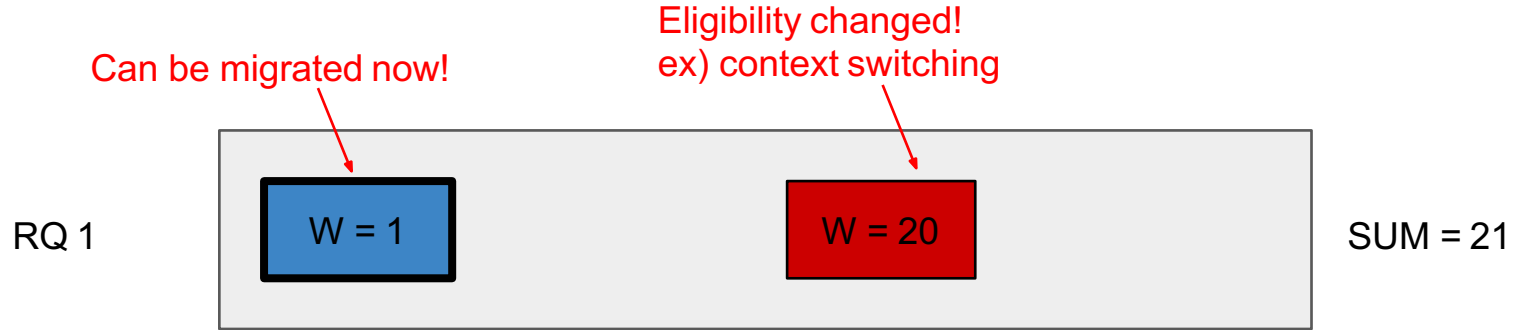 Eligibility changed!
ex) context switching
Can be migrated now!
RQ 1
W = 1
W = 20
SUM = 21